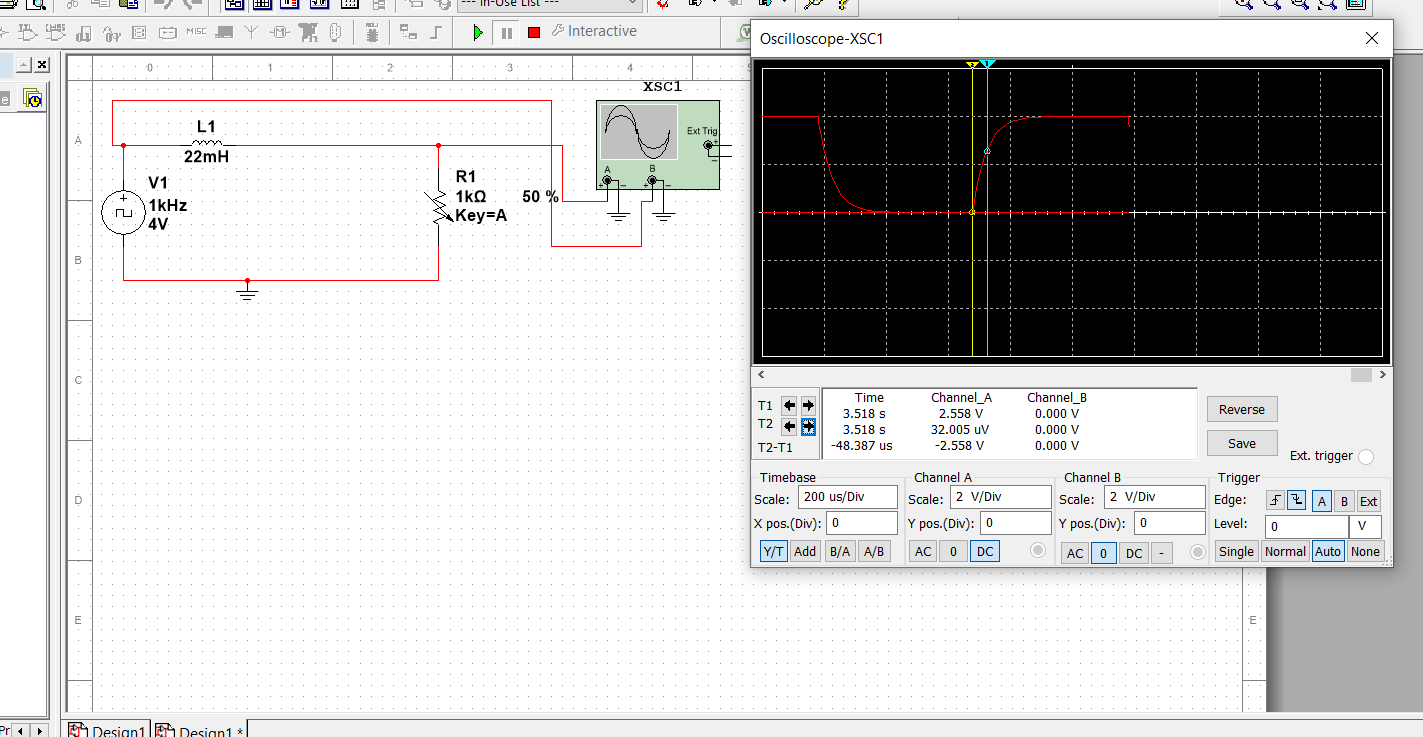 --- In-Use List ---
MISC
Interactive
Oscilloscope-XSC1
0 1 2 3 4
A
B
C
D
E
L1
22mH
V1
1kHz
4V
R1
1kΩ
Key=A
50 %
XSC1
Ext Trig
A B
T1
T2
T2-T1
Time Channel_A Channel_B
3.518 s 2.558 V 0.000 V
3.518 s 32.005 uV 0.000 V
-48.387 us -2.558 V 0.000 V
Reverse
Save
Ext. trigger
Timebase
Scale: 200 us/Div
X pos.(Div): 0
Y/T Add B/A A/B
Channel A
Scale: 2 V/Div
Y pos.(Div): 0
AC 0 DC
Channel B
Scale: 2 V/Div
Y pos.(Div): 0
AC 0 DC -
Trigger
Edge: A B Ext
Level: 0 V
Single Normal Auto None
E
Design1 Design1 *